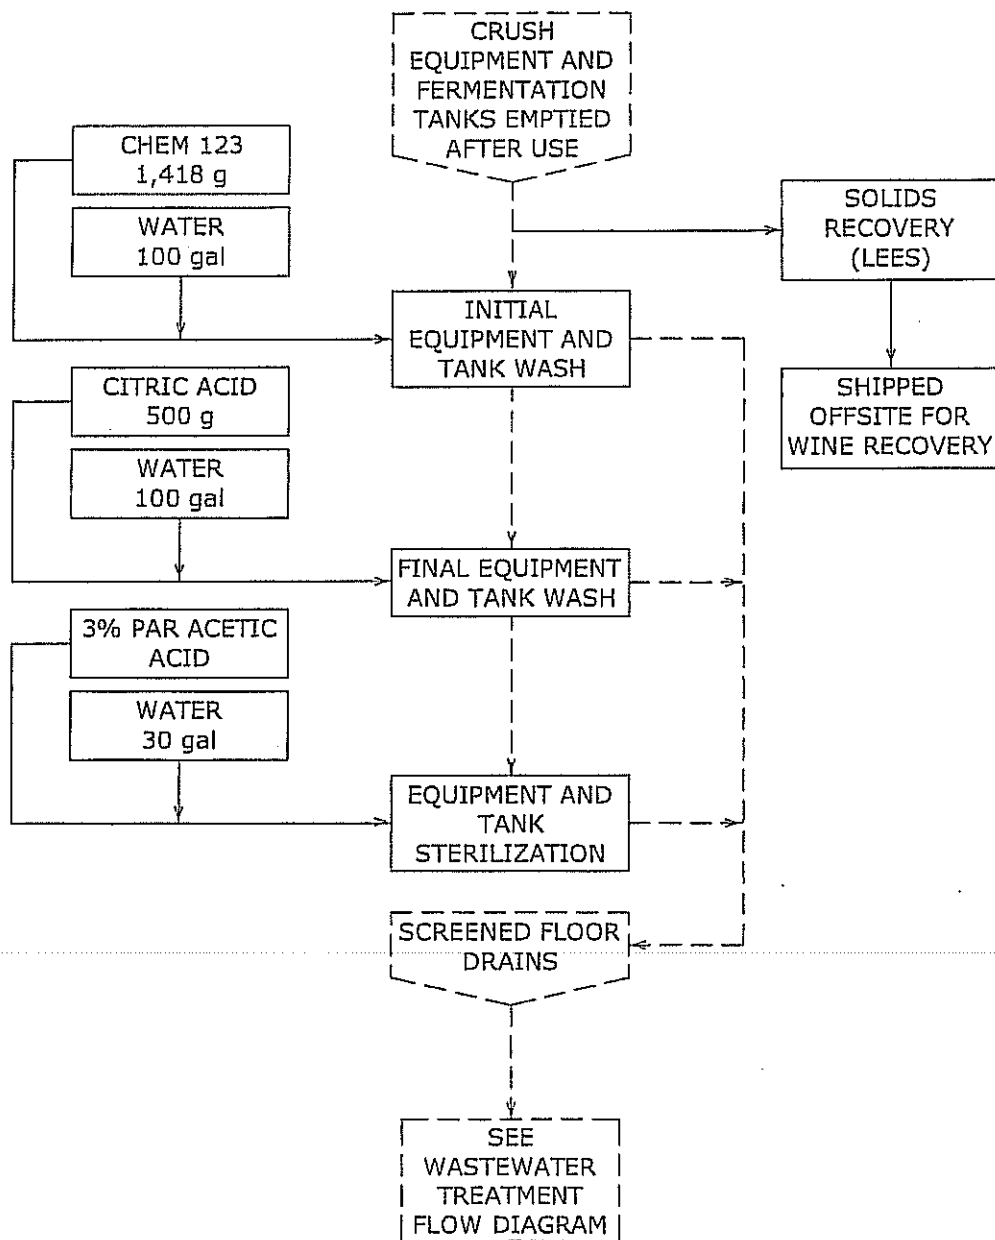 CRUSH
EQUIPMENT AND
FERMENTATION
TANKS EMPTIED
AFTER USE
CHEM 123
1,418 g
WATER
100 gal
SOLIDS
RECOVERY
(LEES)
INITIAL
EQUIPMENT AND
TANK WASH
SHIPPED
OFFSITE FOR
WINE RECOVERY
CITRIC ACID
500 g
WATER
100 gal
FINAL EQUIPMENT
AND TANK WASH
3% PAR ACETIC
ACID
WATER
30 gal
EQUIPMENT AND
TANK
STERILIZATION
SCREENED FLOOR
DRAINS
SEE
WASTEWATER
TREATMENT
FLOW DIAGRAM